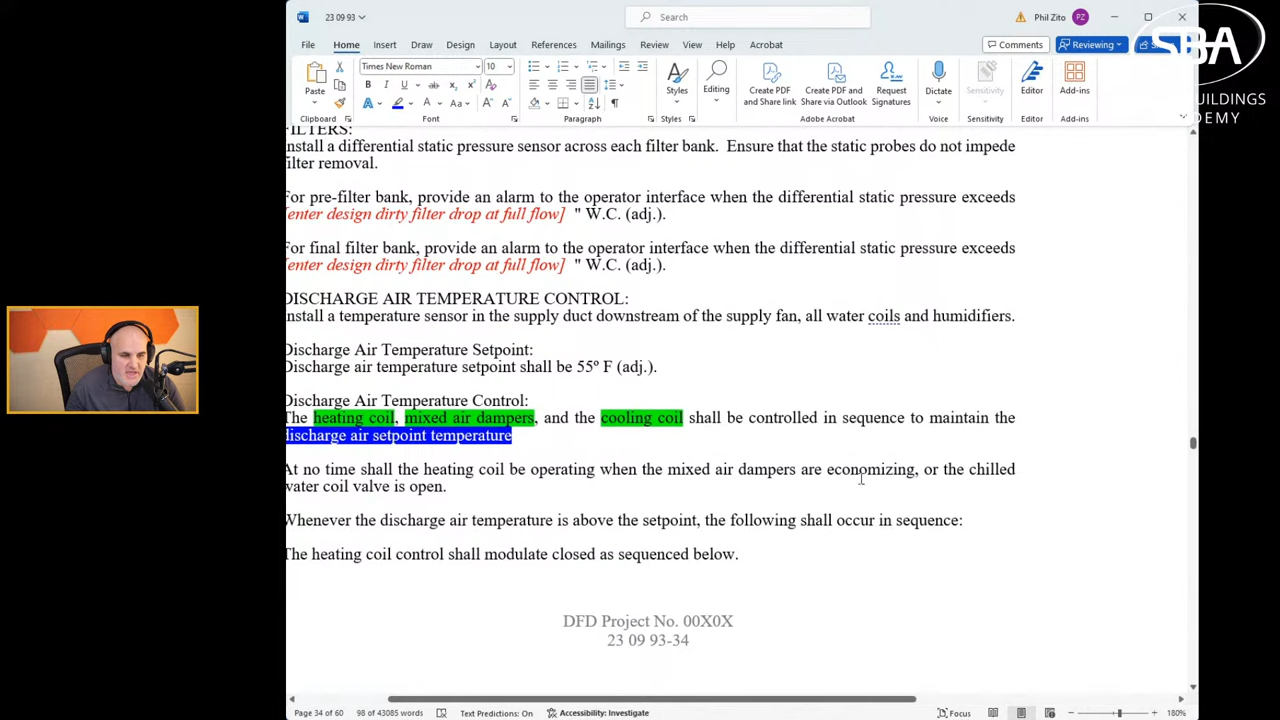 23 09 93
Search
Phil Zito
PZ
SBA
File Home Insert Draw Design Layout References Mailings Review View Help Acrobat
Comments
Reviewing
BUILDINGS
DEMY
Times New Roman
10
Paste
Styles
Editing
Create PDF
and Share link
Create PDF and
Share via Outlook
Request
Signatures
Dictate
Sensitivity
Editor
Add-ins
Clipboard
Font
Paragraph
Styles
Adobe Acrobat
Voice
Sensitivity
Editor
Add-ins
FILTERS:
install a differential static pressure sensor across each filter bank. Ensure that the static probes do not impede
filter removal.
For pre-filter bank, provide an alarm to the operator interface when the differential static pressure exceeds
[enter design dirty filter drop at full flow] " W.C. (adj.).
For final filter bank, provide an alarm to the operator interface when the differential static pressure exceeds
[enter design dirty filter drop at full flow] " W.C. (adj.).
DISCHARGE AIR TEMPERATURE CONTROL:
install a temperature sensor in the supply duct downstream of the supply fan, all water coils and humidifiers.
Discharge Air Temperature Setpoint:
Discharge air temperature setpoint shall be 55º F (adj.).
Discharge Air Temperature Control:
The heating coil, mixed air dampers, and the cooling coil shall be controlled in sequence to maintain the
discharge air setpoint temperature
At no time shall the heating coil be operating when the mixed air dampers are economizing, or the chilled
water coil valve is open.
Whenever the discharge air temperature is above the setpoint, the following shall occur in sequence:
The heating coil control shall modulate closed as sequenced below.
DFD Project No. 00X0X
23 09 93-34
Page 34 of 60
98 of 43085 words
Text Predictions: On
Accessibility: Investigate
Focus
180%